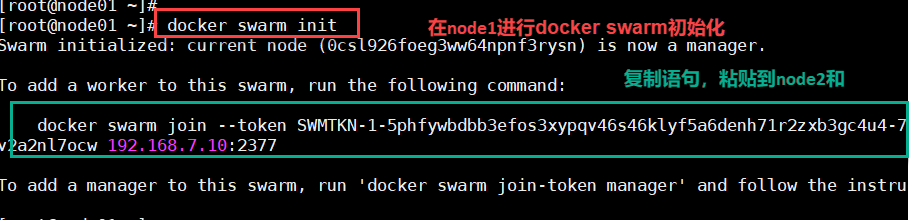 [root@node01 ~]#
[root@node01 ~]# docker swarm init
在node1进行docker swarm初始化
Swarm initialized: current node (0csl926foeg3ww64npnf3rysn) is now a manager.
To add a worker to this swarm, run the following command:
复制语句，粘贴到node2和
docker swarm join --token SWMTKN-1-5phfywbdbb3efos3xypqv46s46klyf5a6denh71r2zxb3gc4u4-7
v2a2nl7ocw 192.168.7.10:2377
To add a manager to this swarm, run 'docker swarm join-token manager' and follow the instru